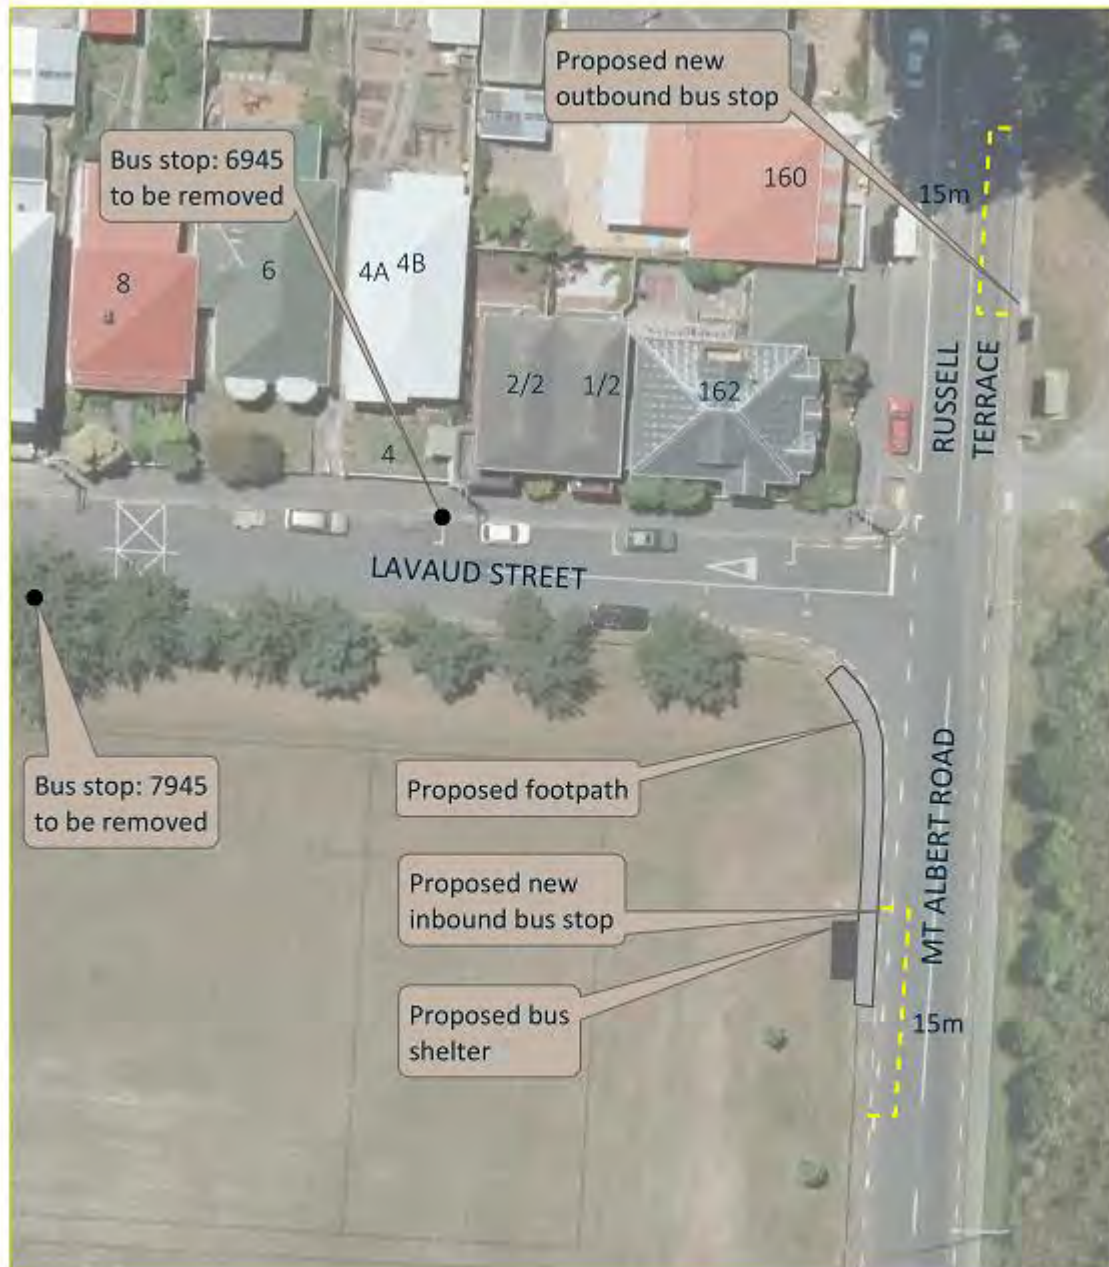 Proposed new
outbound bus stop
Bus stop: 6945
to be removed
160
15m
8
6
4A 4B
2/2
1/2
162
4
RUSSELL
TERRACE
LAVAUD STREET
Bus stop: 7945
to be removed
Proposed footpath
MT ALBERT ROAD
Proposed new
inbound bus stop
Proposed bus
shelter
15m